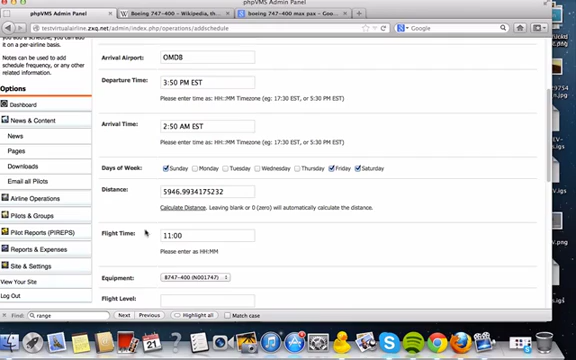 phpVMS Admin Panel
phpVMS Admin Panel
Boeing 747-400 - Wikipedia, th...
boeing 747 400 max pax - Goo...
testvirtualairline.zxq.net/admin/index.php/operations/addschedule
Google
you add a schedule, you can
add it on a per-airline basis.
Notes can be used to add
schedule frequency, or any other
related information.
Options
Dashboard
News & Content
News
Pages
Downloads
Email all Pilots
Airline Operations
Pilots & Groups
Pilot Reports (PIREPS)
Reports & Expenses
Site & Settings
View Your Site
Log Out
Arrival Airport:
OMDB
Departure Time:
3:50 PM EST
Please enter time as: HH:MM Timezone (eg: 17:30 EST, or 5:30 PM EST)
Arrival Time:
2:50 AM EST
Please enter time as: HH:MM Timezone (eg: 17:30 EST, or 5:30 PM EST)
Days of Week:
Sunday Monday Tuesday Wednesday Thursday Friday Saturday
Distance:
5946.9934175232
Calculate Distance. Leaving blank or 0 (zero) will automatically calculate the distance.
Flight Time:
11:00
Please enter as HH:MM
Equipment:
B747-400 (N001747)
Flight Level:
Find: range Next Previous Highlight all Match case
.igs
V.igs
21